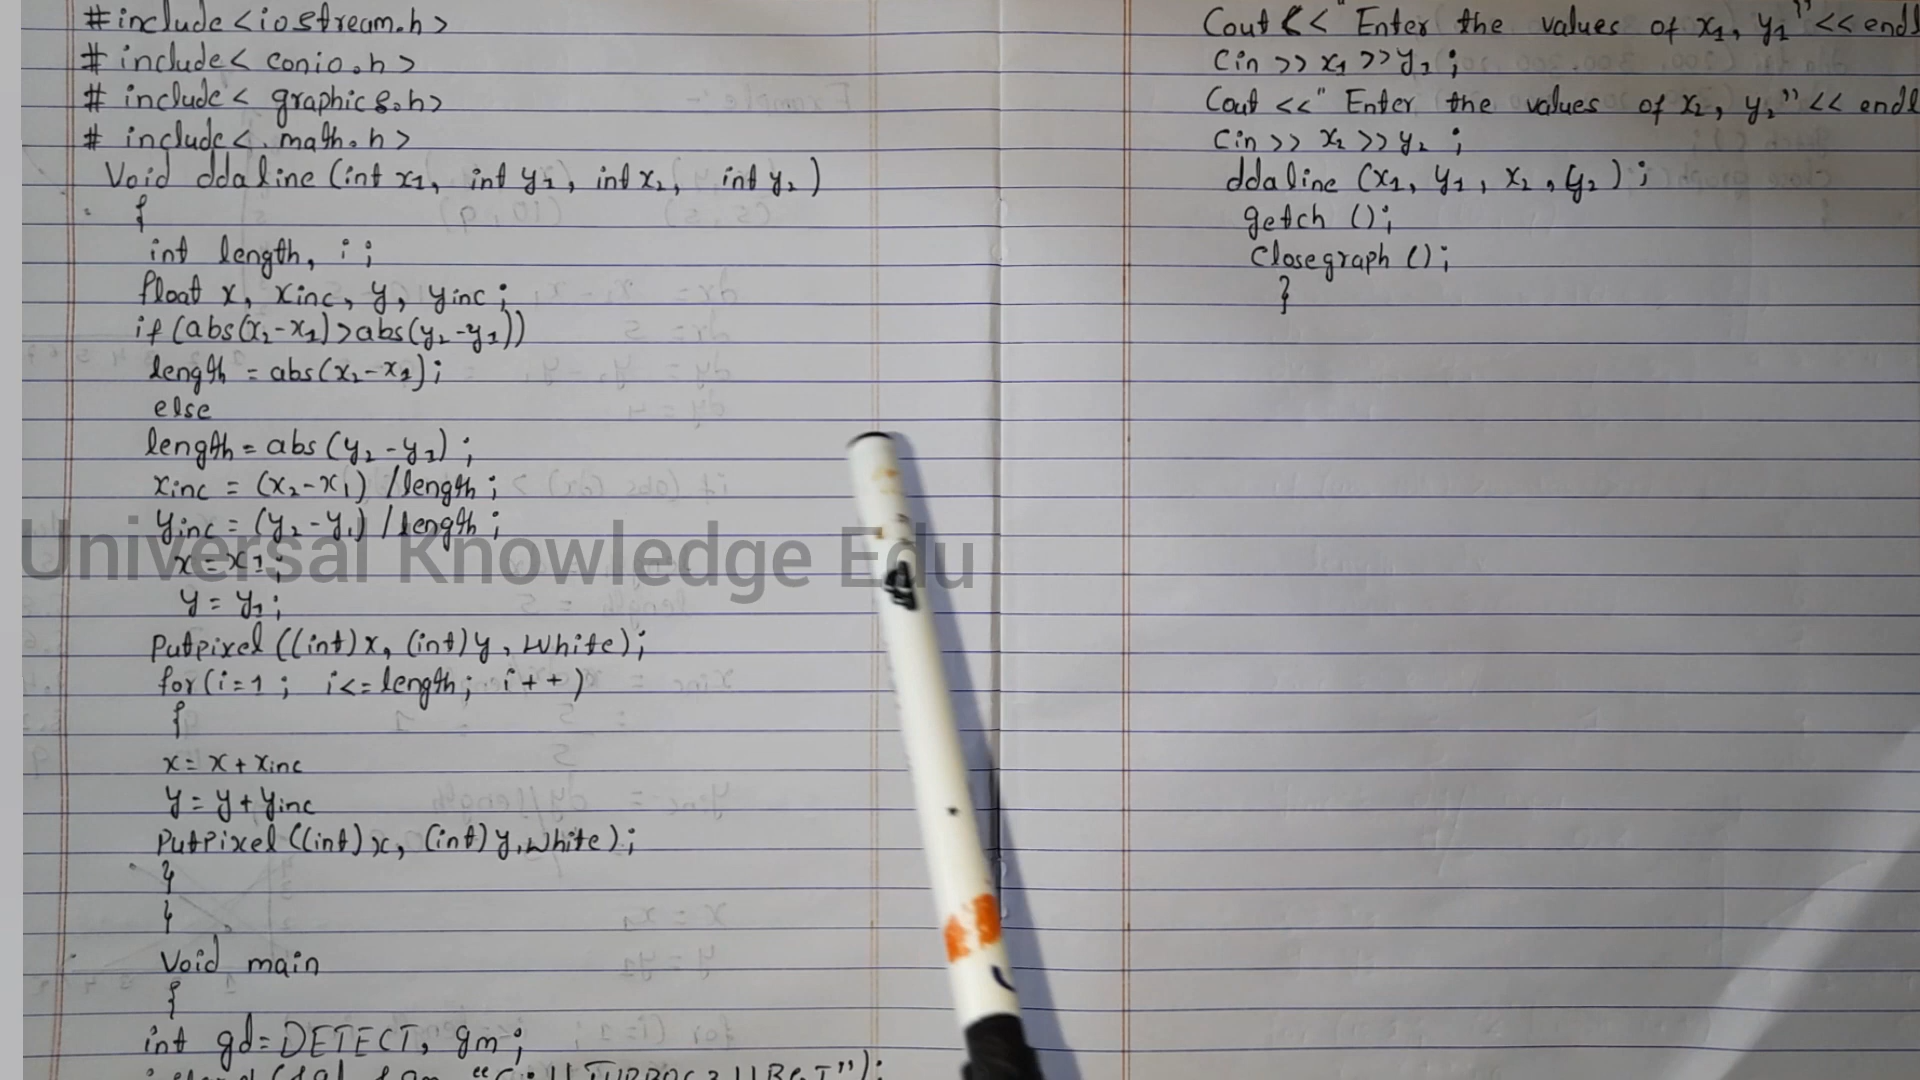 #include<iostream.h>
# include< conio.h>
# include< graphics.h>
# include< math.h>
Void ddaline (int x1, int y1, int x2, int y2)
{
int length, i;
float x, xinc, y, yinc;
if (abs(x2-x1)>abs(y2-y1))
length = abs(x2-x1);
else
length = abs (y2-y1);
xinc = (x2-x1) /length;
Yinc = (y2-y1) /length;
x = x1;
y = y1;
Putpixel ((int)x, (int)y, White);
for(i=1; i<=length; i++)
{
x= x + xinc
y= y + yinc
PutPixel ((int)x, (int)y, White);
}
}
Void main
{
int gd=DETECT, gm;
Cout << "Enter the values of x1, y1" << endl
Cin >> x1 >> y1;
Cout <<" Enter the values of x2, y2" << endl
Cin >> x2 >> y2;
ddaline (x1, y1, x2, y2);
getch ();
Closegraph ();
}
Universal Knowledge Edu